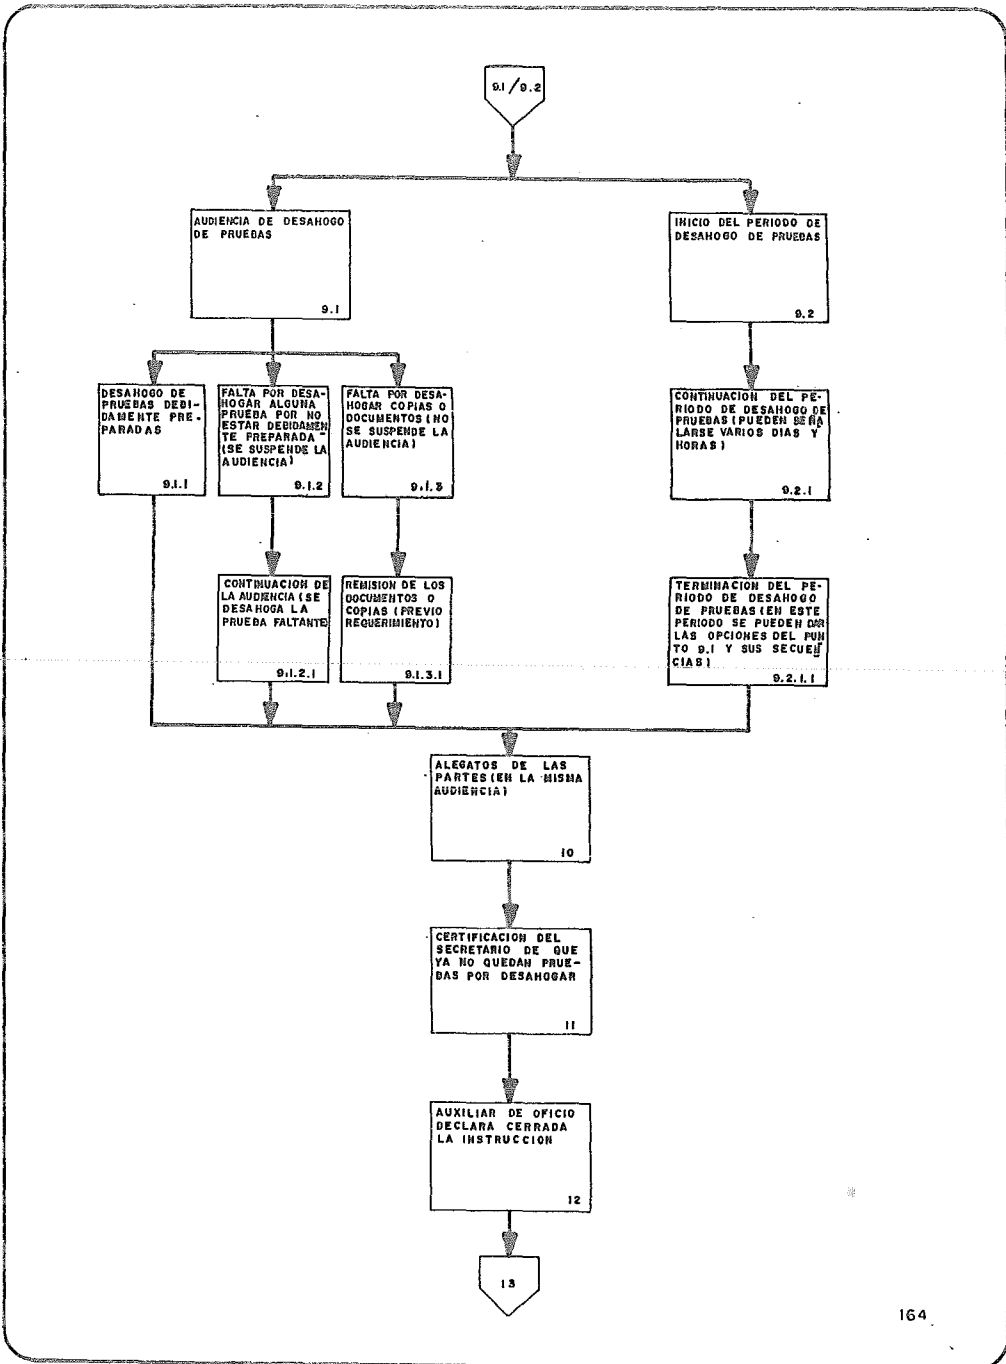 9.1/9.2
AUDIENCIA DE DESAHOGO
DE PRUEBAS
9.1
INICIO DEL PERIODO DE
DESAHOGO DE PRUEBAS
9.2
DESAHOGO DE
PRUEBAS DEBI-
DAMENTE PRE-
PARADAS
9.1.1
FALTA POR DESA-
HOGAR ALGUNA
PRUEBA POR NO
ESTAR DEBIDAMEN
TE PREPARADA
(SE SUSPENDE LA
AUDIENCIA)
9.1.2
FALTA POR DESA-
HOGAR COPIAS O
DOCUMENTOS (NO
SE SUSPENDE LA
AUDIENCIA)
9.1.3
CONTINUACION DEL PE-
RIODO DE DESAHOGO DE
PRUEBAS (PUEDEN SEÑA
LARSE VARIOS DIAS Y
HORAS)
9.2.1
CONTINUACION DE
LA AUDIENCIA (SE
DESAHOGA LA
PRUEBA FALTANTE)
9.1.2.1
REMISION DE LOS
DOCUMENTOS O
COPIAS (PREVIO
REQUERIMIENTO)
9.1.3.1
TERMINACION DEL PE-
RIODO DE DESAHOGO
DE PRUEBAS (EN ESTE
PERIODO SE PUEDEN DAR
LAS OPCIONES DEL PUN
TO 9.1 Y SUS SECUEN
CIAS)
9.2.1.1
ALEGATOS DE LAS
PARTES (EN LA MISMA
AUDIENCIA)
10
CERTIFICACION DEL
SECRETARIO DE QUE
YA NO QUEDAN PRUE-
BAS POR DESAHOGAR
11
AUXILIAR DE OFICIO
DECLARA CERRADA
LA INSTRUCCION
12
13
164